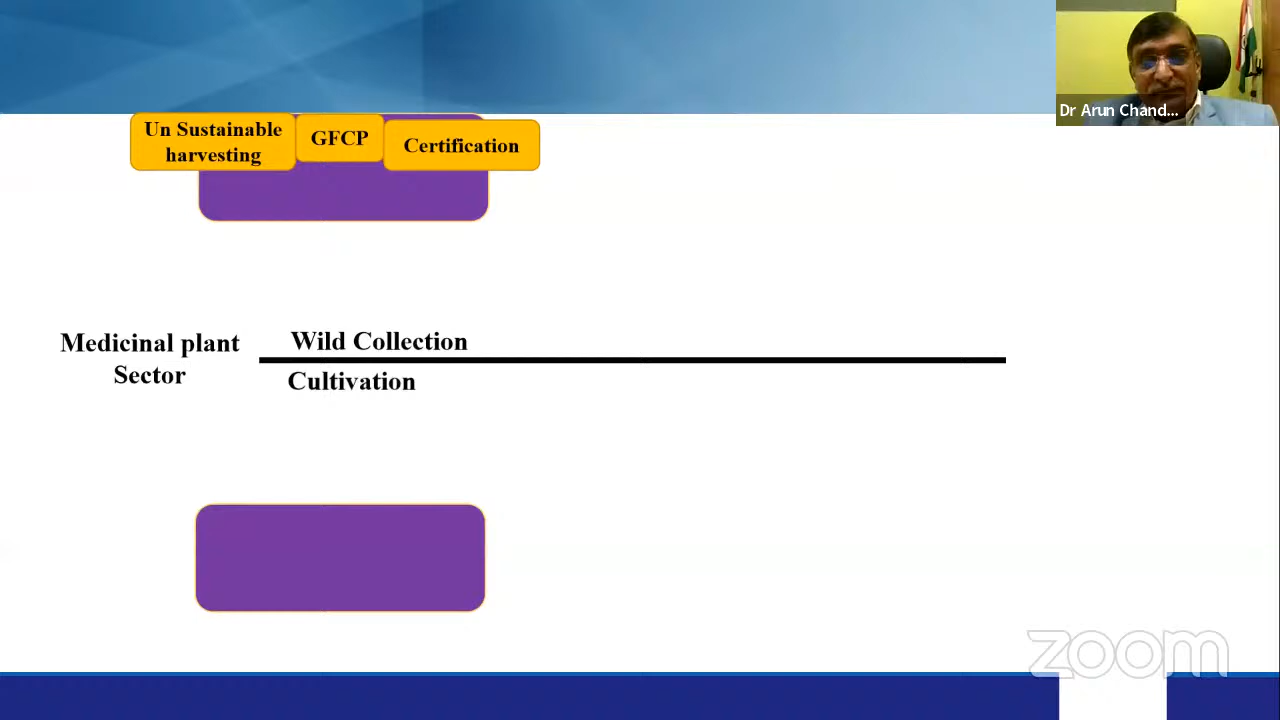 Dr Arun Chand...
Un Sustainable
harvesting
GFCP
Certification
Medicinal plant
Sector
Wild Collection
Cultivation
zoom